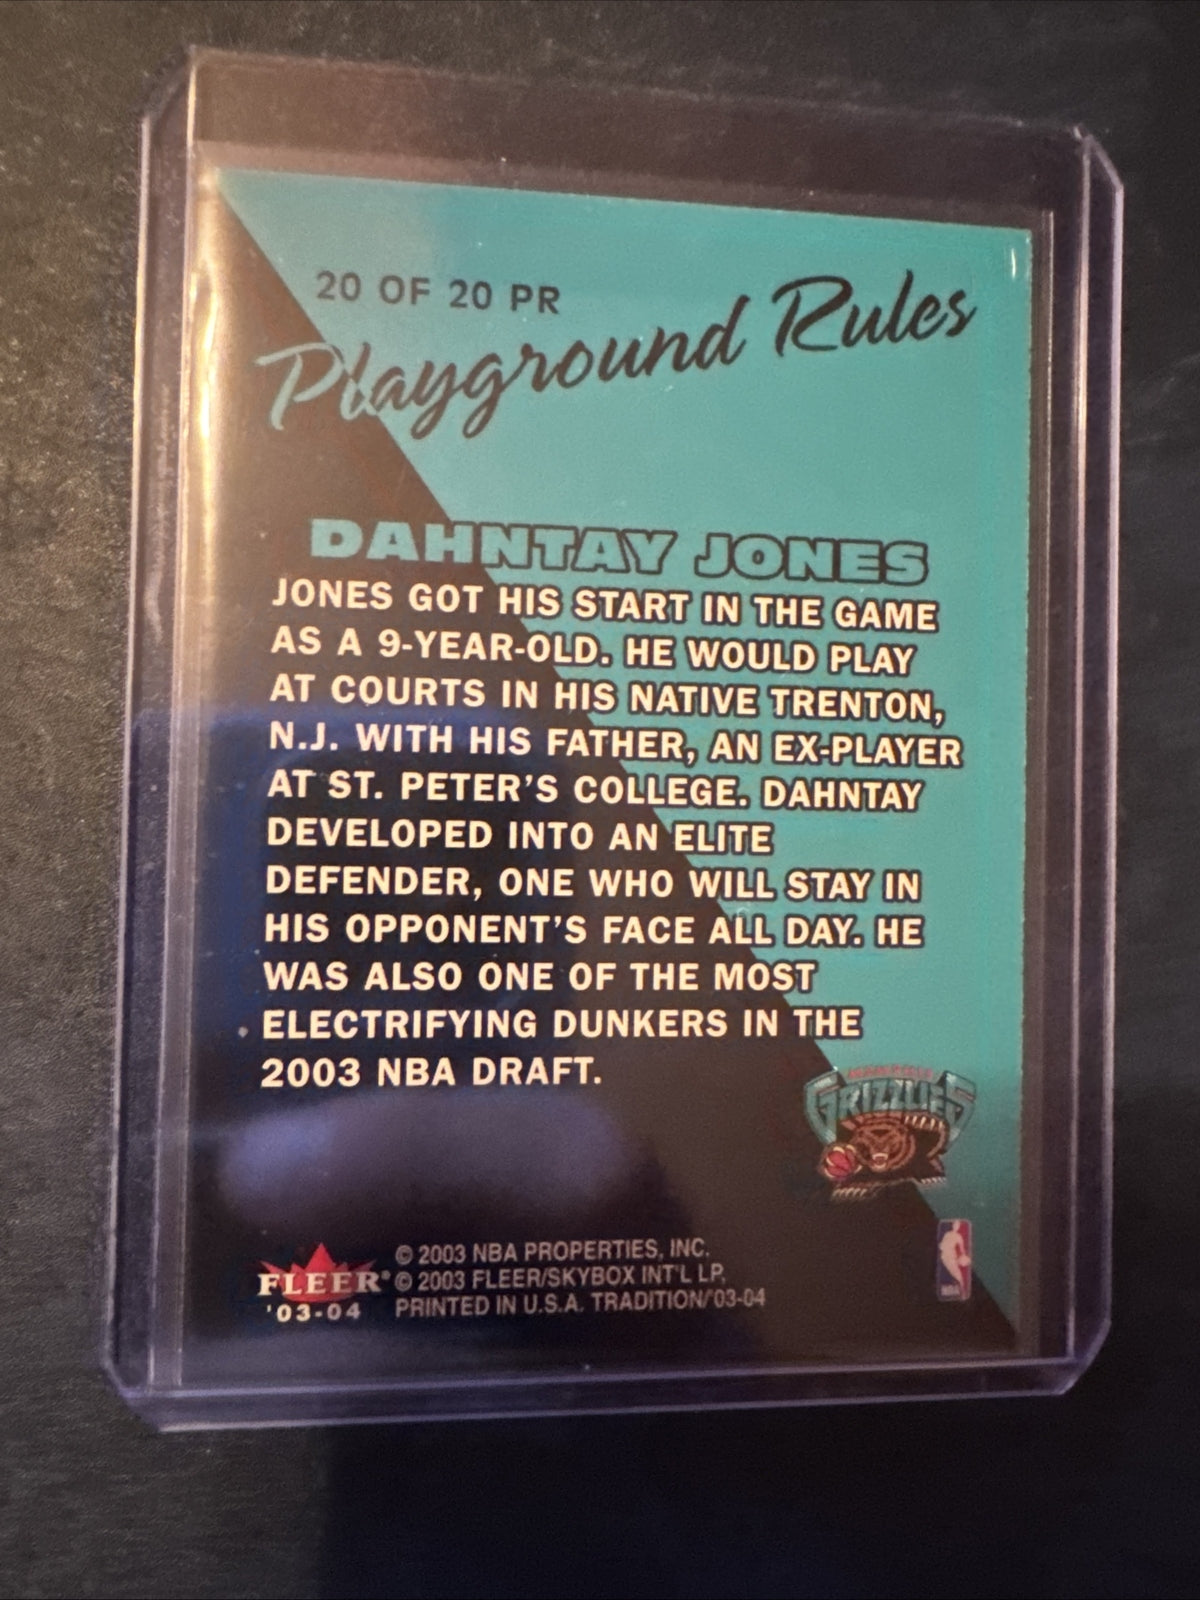 20 OF 20 PR
Playground Rules
DAHNTAY JONES
JONES GOT HIS START IN THE GAME
AS A 9-YEAR-OLD. HE WOULD PLAY
AT COURTS IN HIS NATIVE TRENTON,
N.J. WITH HIS FATHER, AN EX-PLAYER
AT ST. PETER'S COLLEGE. DAHNTAY
DEVELOPED INTO AN ELITE
DEFENDER, ONE WHO WILL STAY IN
HIS OPPONENT'S FACE ALL DAY. HE
WAS ALSO ONE OF THE MOST
ELECTRIFYING DUNKERS IN THE
2003 NBA DRAFT.
GRIZZLIES
FLEER®
'03-04
© 2003 NBA PROPERTIES, INC.
© 2003 FLEER/SKYBOX INT'L LP,
PRINTED IN U.S.A. TRADITION/'03-04
NBA